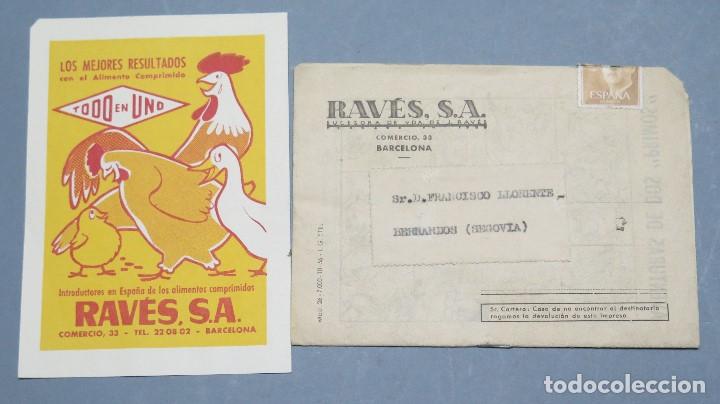 LOS MEJORES RESULTADOS
con el Alimento Comprimido
TODO EN UNO
Introductores en España de los alimentos comprimidos
RAVÉS, S.A.
COMERCIO, 33 - TEL. 22 08 02 - BARCELONA
RAVÉS, S.A.
SUCESORA DE VDA. DE J. RAVÉS
COMERCIO, 33
BARCELONA
ESPAÑA
Sr.D.FRANCISCO LLORENTE -
BERNARDOS (SEGOVIA)
Sr. Cartero: Caso de no encontrar al destinatario
rogamos la devolución de este impreso
todocoleccion